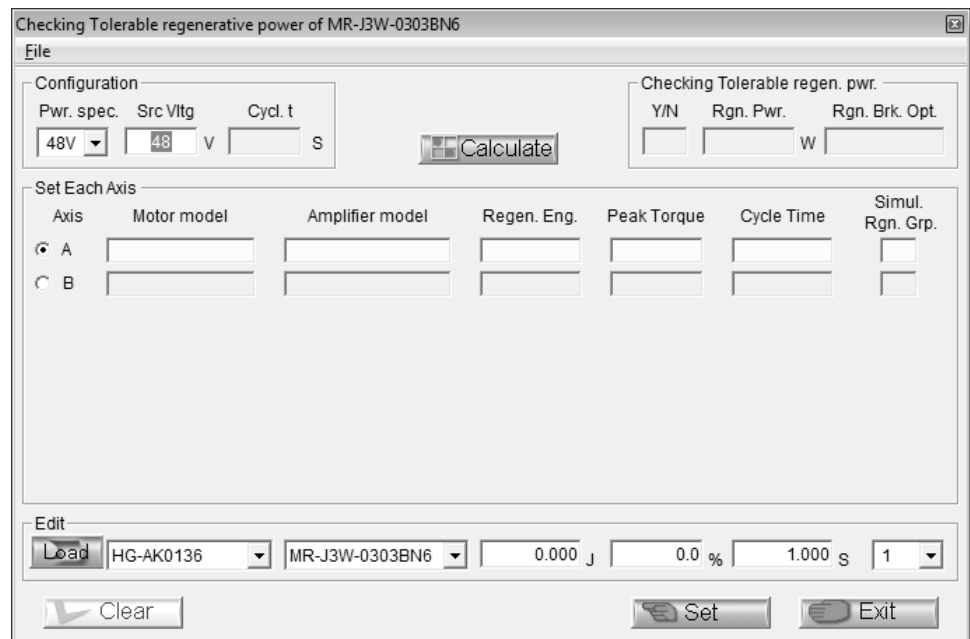 Checking Tolerable regenerative power of MR-J3W-0303BN6
File
Configuration
Pwr. spec. Src Vltg Cycl. t
48V 48 V S
Calculate
Checking Tolerable regen. pwr.
Y/N Rgn. Pwr. Rgn. Brk. Opt.
W
Set Each Axis
Axis Motor model Amplifier model Regen. Eng. Peak Torque Cycle Time Simul.
Rgn. Grp.
A
B
Edit
Load HG-AK0136 MR-J3W-0303BN6 0.000 J 0.0 % 1.000 S 1
Clear Set Exit